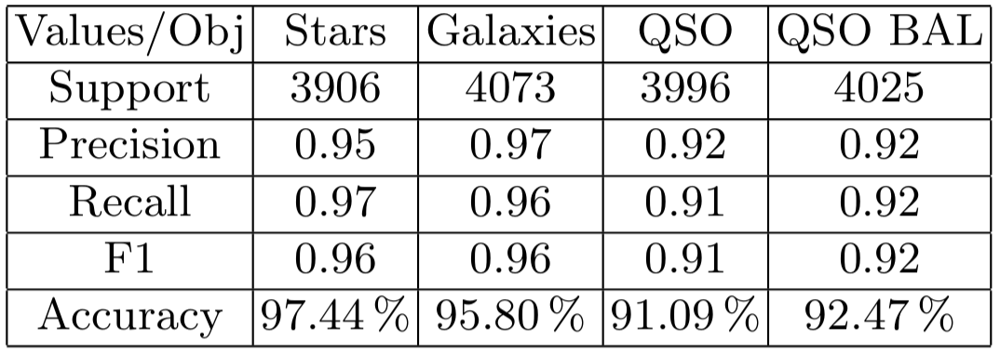 Values/Obj Stars Galaxies QSO QSO BAL
Support 3906 4073 3996 4025
Precision 0.95 0.97 0.92 0.92
Recall 0.97 0.96 0.91 0.92
F1 0.96 0.96 0.91 0.92
Accuracy 97.44 % 95.80 % 91.09 % 92.47 %